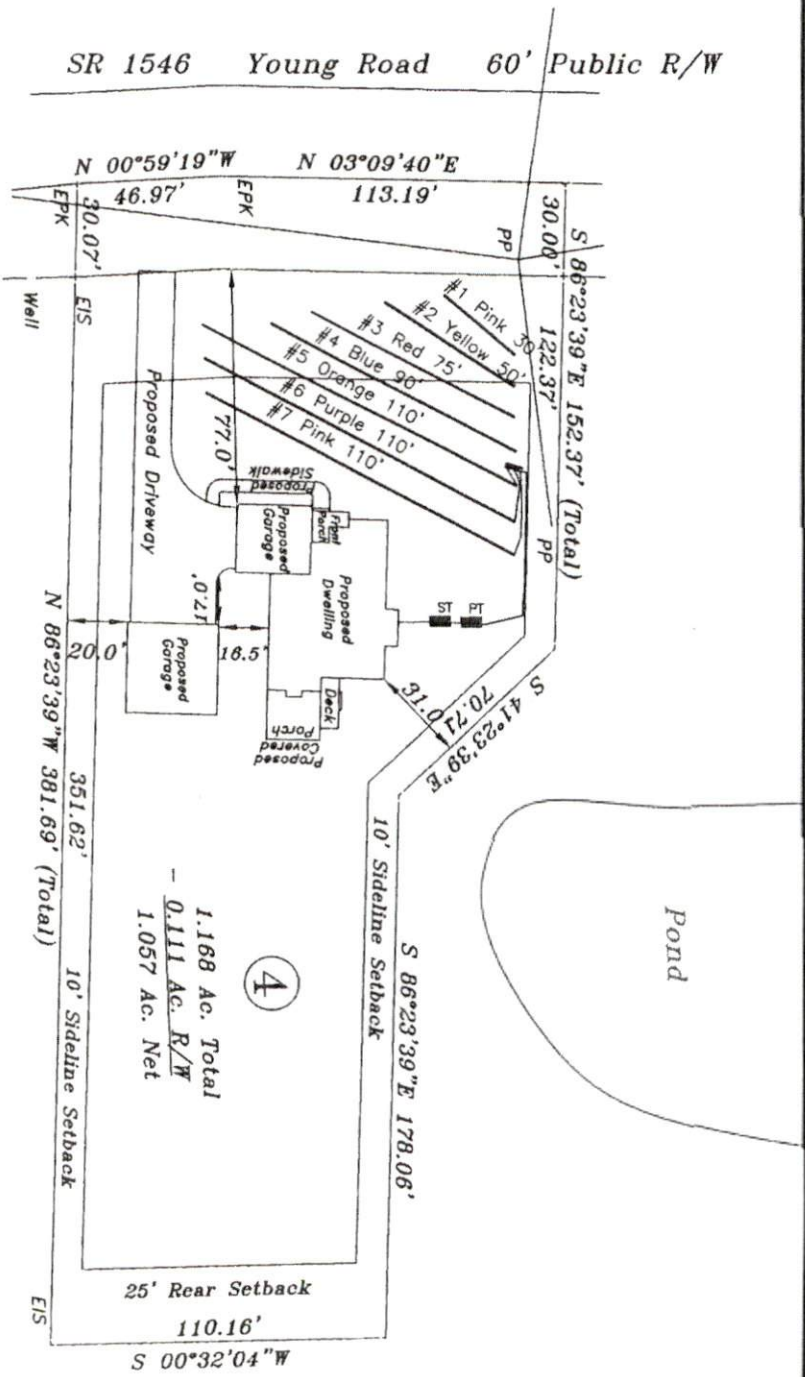 SR 1546 Young Road 60' Public R/W
N 00°59'19"W
46.97'
N 03°09'40"E
113.19'
EPK
EPK
30.07'
EIS
Well
PP
30.00'
122.37'
S 86°23'39"E 152.37' (Total)
#1 Pink 30
#2 Yellow 50'
#3 Red 75'
#4 Blue 90'
#5 Orange 110'
#6 Purple 110'
#7 Pink 110'
77.0'
Proposed Driveway
Proposed
Sidewalk
Front
Porch
Proposed
Garage
Proposed
Dwelling
ST
PT
PP
17.0'
16.5'
20.0'
Proposed
Garage
Deck
Proposed
Covered
Porch
31.0
70.71'
S 41°23'39"E
Pond
N 86°23'39"W 381.69' (Total)
351.62'
10' Sideline Setback
S 86°23'39"E 178.06'
10' Sideline Setback
4
1.168 Ac. Total
- 0.111 Ac. R/W
1.057 Ac. Net
25' Rear Setback
110.16'
S 00°32'04"W
EIS